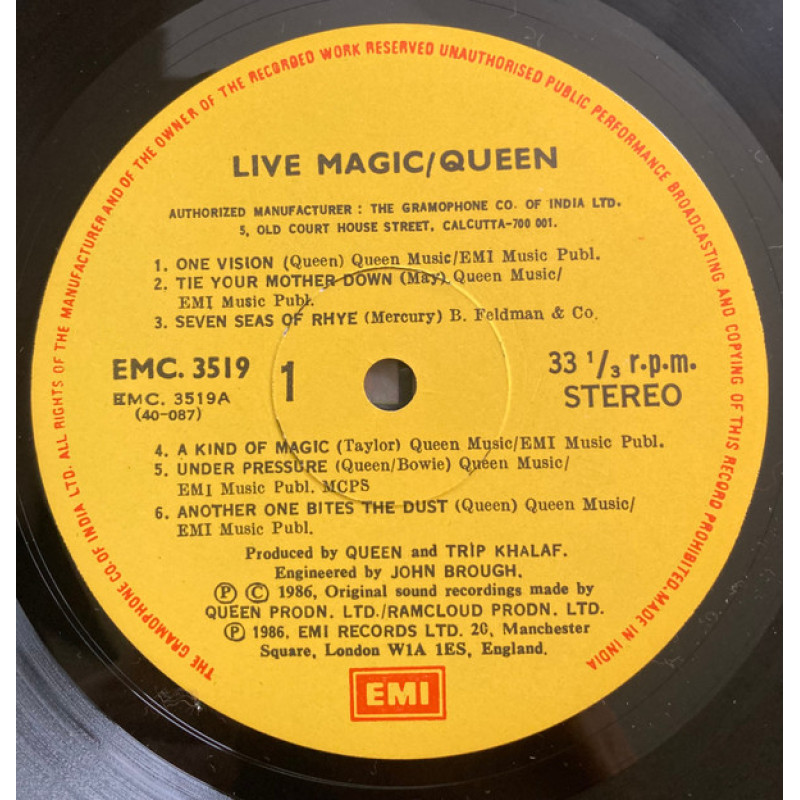 THE GRAMOPHONE CO. OF INDIA LTD. ALL RIGHTS OF THE MANUFACTURER AND OF THE OWNER OF THE RECORDED WORK RESERVED UNAUTHORISED PUBLIC PERFORMANCE BROADCASTING AND COPYING OF THIS RECORD PROHIBITED. MADE IN INDIA
LIVE MAGIC/QUEEN
AUTHORIZED MANUFACTURER : THE GRAMOPHONE CO. OF INDIA LTD.
5, OLD COURT HOUSE STREET, CALCUTTA-700 001.
1. ONE VISION (Queen) Queen Music/EMI Music Publ.
2. TIE YOUR MOTHER DOWN (May) Queen Music/
EMI Music Publ.
3. SEVEN SEAS OF RHYE (Mercury) B. Feldman & Co.
EMC. 3519 1 33 1/3 r.p.m.
EMC. 3519A STEREO
(40-087)
4. A KIND OF MAGIC (Taylor) Queen Music/EMI Music Publ.
5. UNDER PRESSURE (Queen/Bowie) Queen Music/
EMI Music Publ. MCPS
6. ANOTHER ONE BITES THE DUST (Queen) Queen Music/
EMI Music Publ.
Produced by QUEEN and TRIP KHALAF.
Engineered by JOHN BROUGH.
Ⓟ Ⓒ 1986, Original sound recordings made by
QUEEN PRODN. LTD./RAMCLOUD PRODN. LTD.
Ⓟ 1986, EMI RECORDS LTD. 20, Manchester
Square, London W1A 1ES, England.
EMI